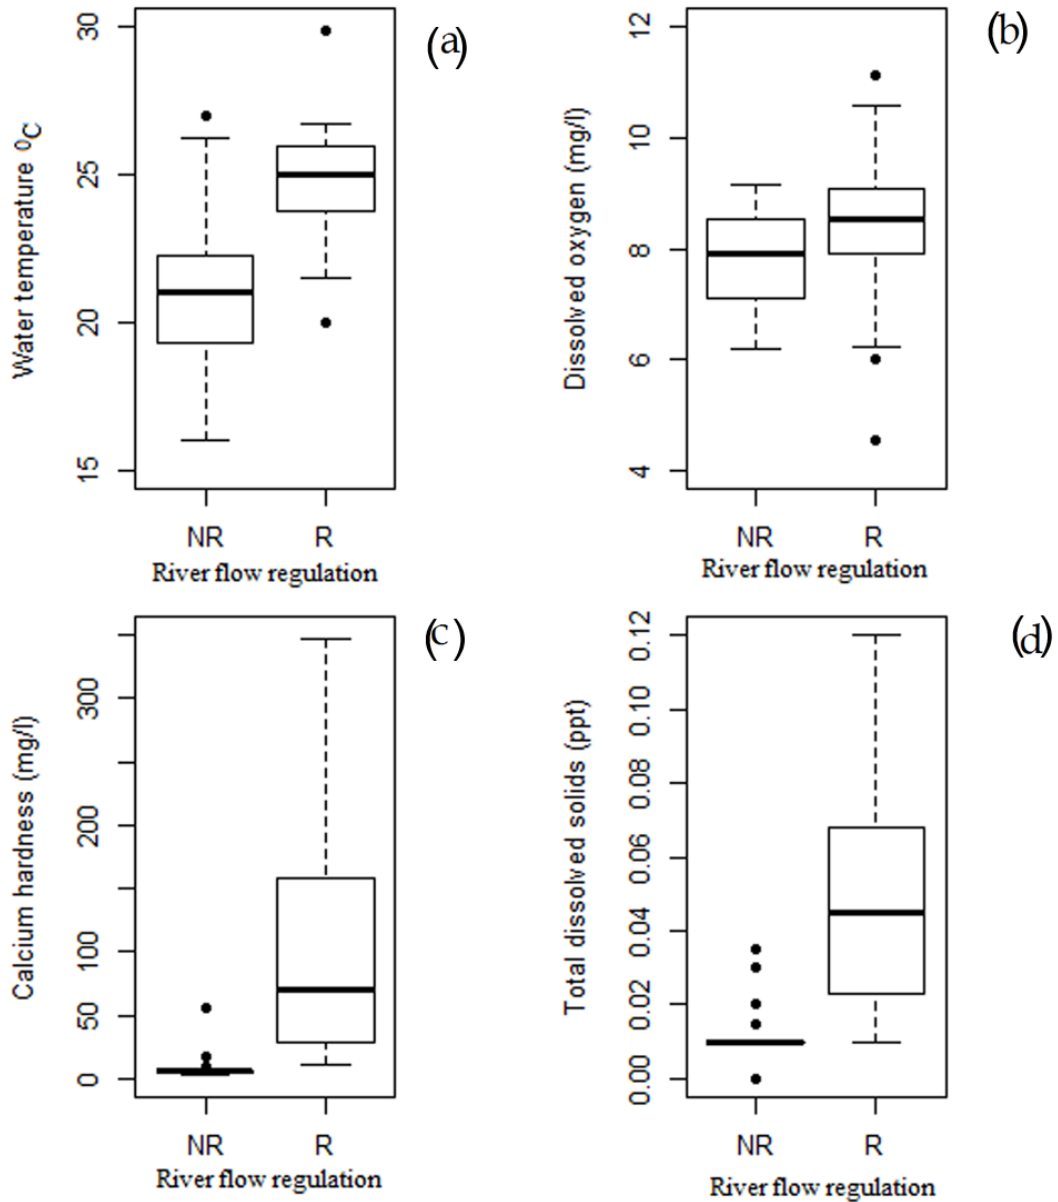 (a)
30
25
20
15
Water temperature ⁰C
NR R
River flow regulation
(b)
12
10
8
6
4
Dissolved oxygen (mg/l)
NR R
River flow regulation
(c)
300
200
100
50
0
Calcium hardness (mg/l)
NR R
River flow regulation
(d)
0.12
0.10
0.08
0.06
0.04
0.02
0.00
Total dissolved solids (ppt)
NR R
River flow regulation